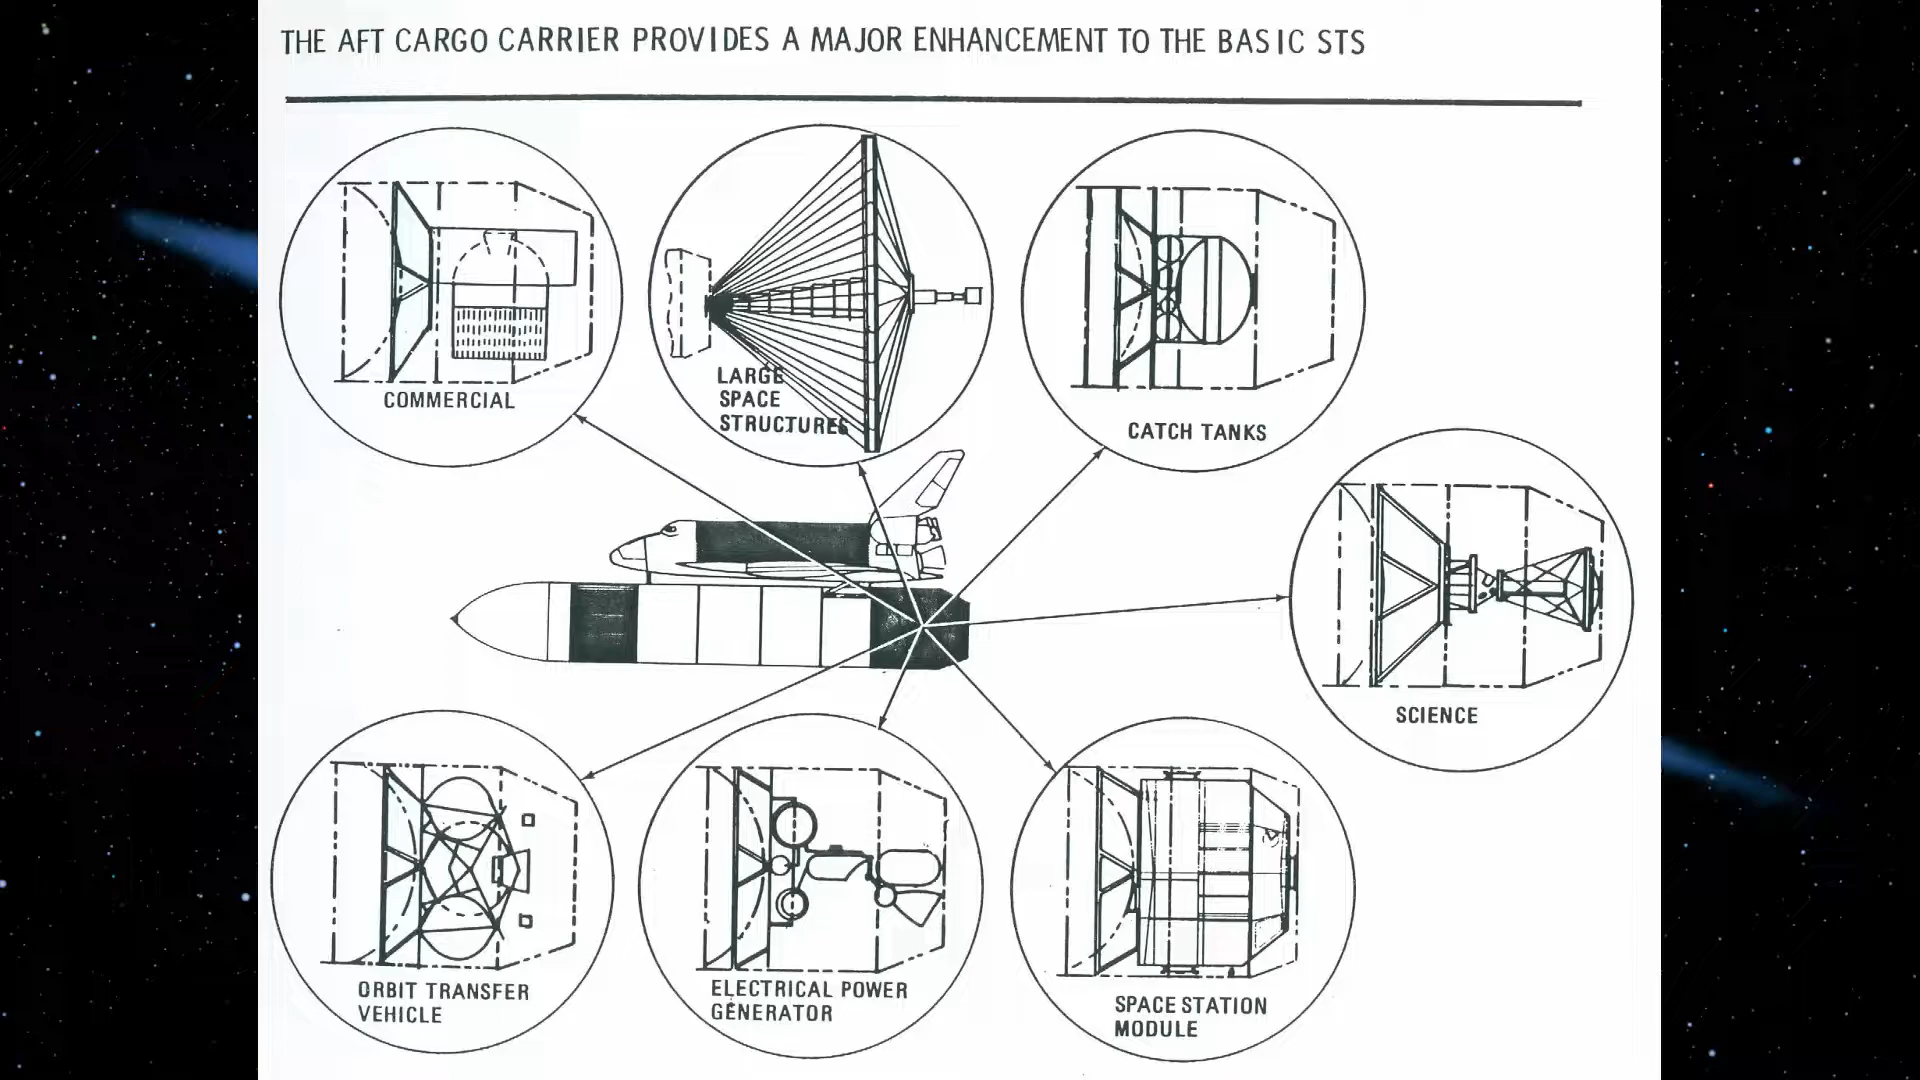 THE AFT CARGO CARRIER PROVIDES A MAJOR ENHANCEMENT TO THE BASIC STS
COMMERCIAL
LARGE
SPACE
STRUCTURES
CATCH TANKS
SCIENCE
ORBIT TRANSFER
VEHICLE
ELECTRICAL POWER
GENERATOR
SPACE STATION
MODULE